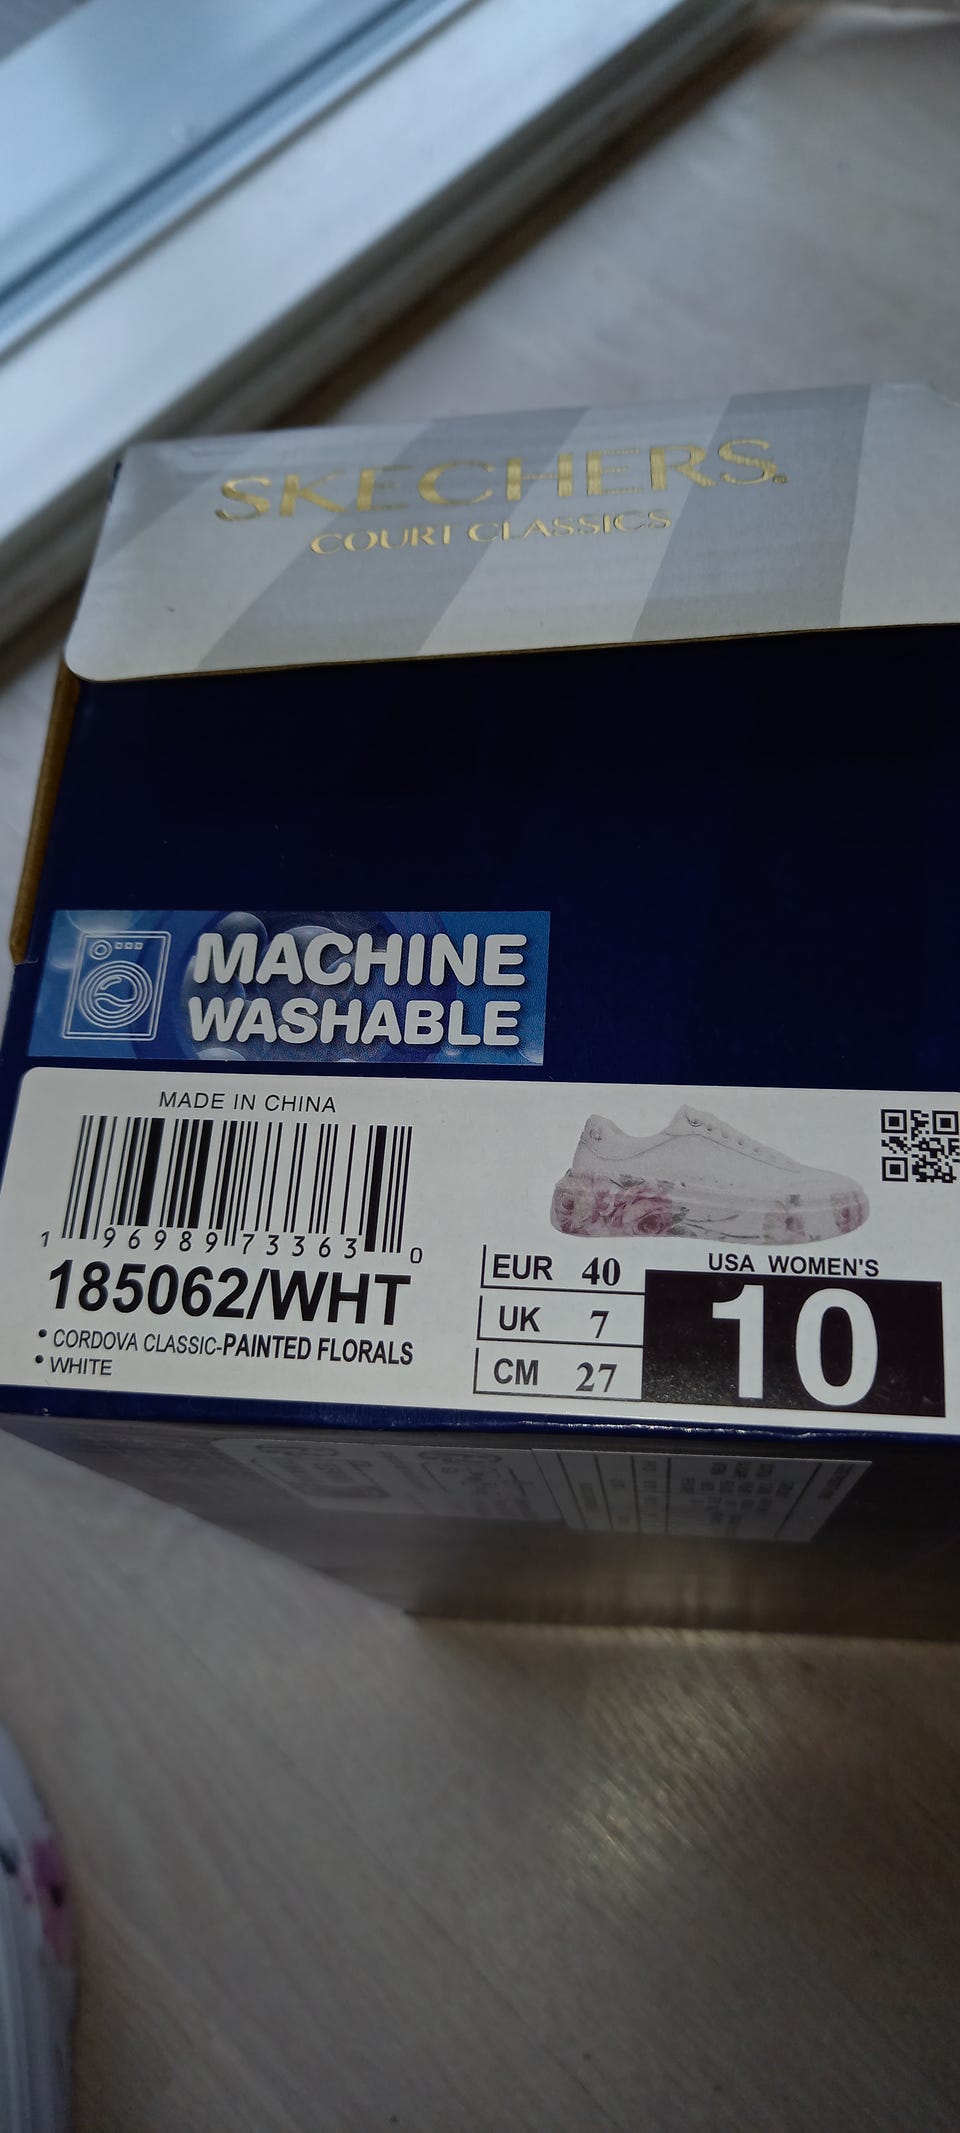 SKECHERS
COURT CLASSICS
MACHINE
WASHABLE
MADE IN CHINA
1 96989 73363 0
185062/WHT
• CORDOVA CLASSIC-PAINTED FLORALS
• WHITE
EUR 40
UK 7
CM 27
USA WOMEN'S
10